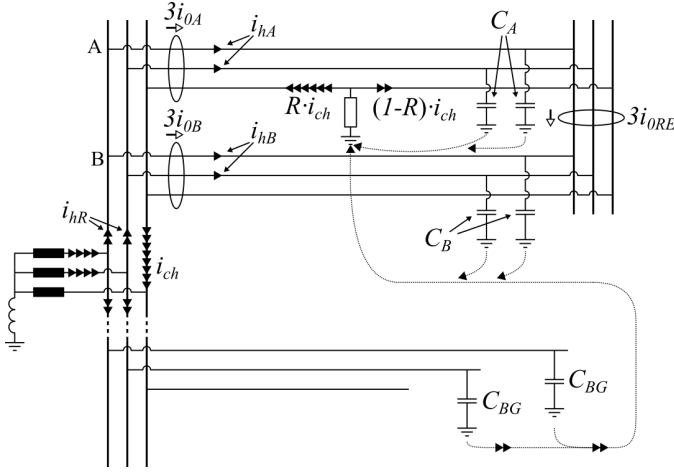 3i0A
ihA
CA
A
R·ich
(1-R)·ich
3i0RE
3i0B
B
ihB
ihR
CB
ich
CBG
CBG